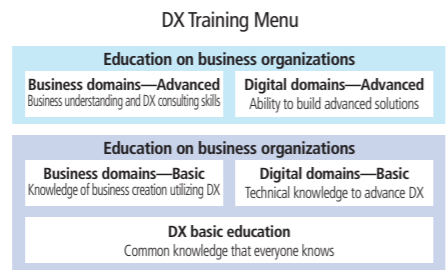 DX Training Menu
Education on business organizations
Business domains—Advanced
Business understanding and DX consulting skills
Digital domains—Advanced
Ability to build advanced solutions
Education on business organizations
Business domains—Basic
Knowledge of business creation utilizing DX
Digital domains—Basic
Technical knowledge to advance DX
DX basic education
Common knowledge that everyone knows